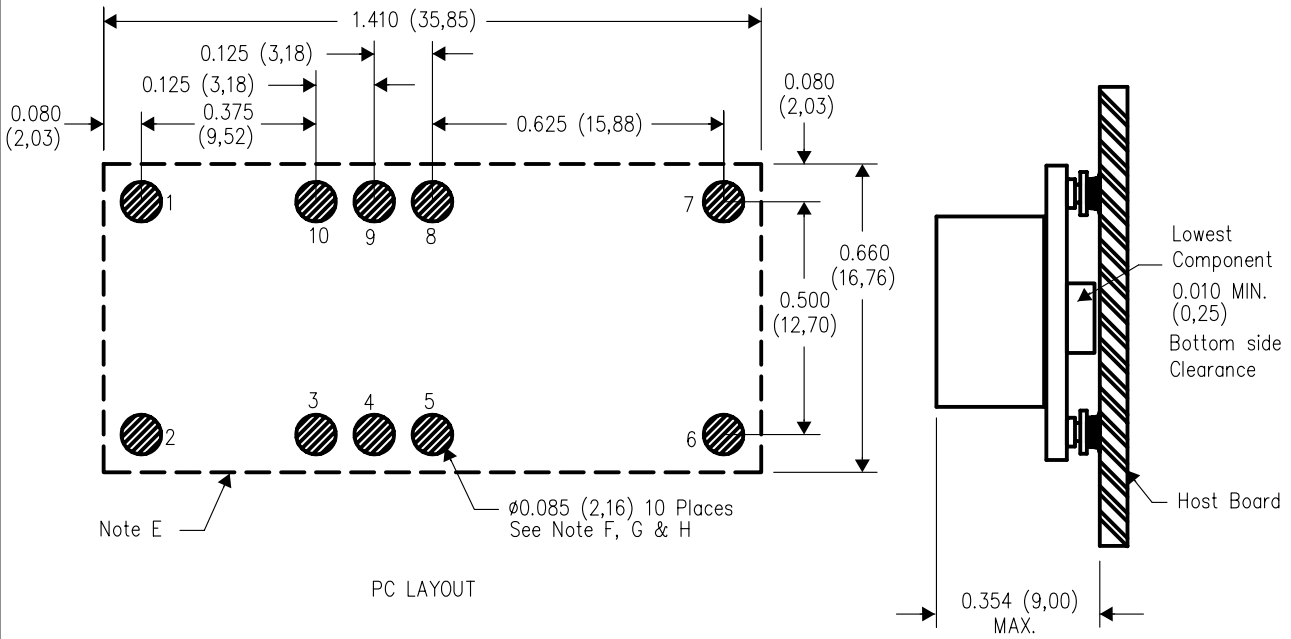 1.410 (35,85)
0.125 (3,18)
0.125 (3,18)
0.080
(2,03)
0.375
(9,52)
0.625 (15,88)
0.080
(2,03)
1
10
9
8
7
0.660
(16,76)
0.500
(12,70)
2
3
4
5
6
Note E
ø0.085 (2,16) 10 Places
See Note F, G & H
PC LAYOUT
Lowest
Component
0.010 MIN.
(0,25)
Bottom side
Clearance
Host Board
0.354 (9,00)
MAX.